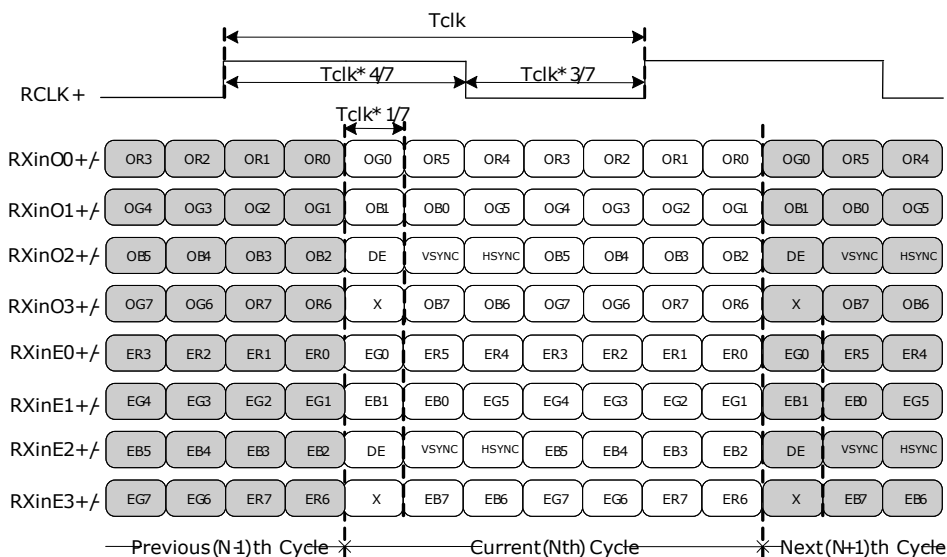 Tclk
Tclk*4/7 Tclk*3/7
RCLK+
Tclk*1/7
RXinO0+/- OR3 OR2 OR1 OR0 OG0 OR5 OR4 OR3 OR2 OR1 OR0 OG0 OR5 OR4
RXinO1+/- OG4 OG3 OG2 OG1 OB1 OB0 OG5 OG4 OG3 OG2 OG1 OB1 OB0 OG5
RXinO2+/- OB5 OB4 OB3 OB2 DE VSYNC HSYNC OB5 OB4 OB3 OB2 DE VSYNC HSYNC
RXinO3+/- OG7 OG6 OR7 OR6 X OB7 OB6 OG7 OG6 OR7 OR6 X OB7 OB6
RXinE0+/- ER3 ER2 ER1 ER0 EG0 ER5 ER4 ER3 ER2 ER1 ER0 EG0 ER5 ER4
RXinE1+/- EG4 EG3 EG2 EG1 EB1 EB0 EG5 EG4 EG3 EG2 EG1 EB1 EB0 EG5
RXinE2+/- EB5 EB4 EB3 EB2 DE VSYNC HSYNC EB5 EB4 EB3 EB2 DE VSYNC HSYNC
RXinE3+/- EG7 EG6 ER7 ER6 X EB7 EB6 EG7 EG6 ER7 ER6 X EB7 EB6
Previous(N-1)th Cycle Current(Nth) Cycle Next(N+1)th Cycle